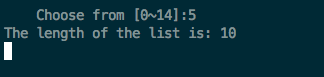 Choose from [0~14]:5
The length of the list is: 10